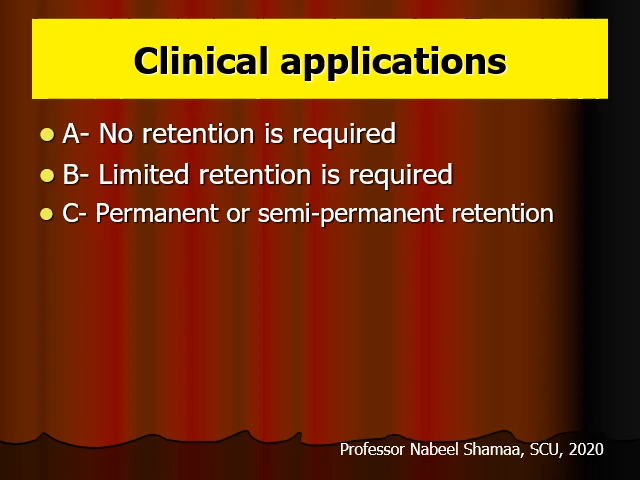 Clinical applications
A- No retention is required
B- Limited retention is required
C- Permanent or semi-permanent retention
Professor Nabeel Shamaa, SCU, 2020